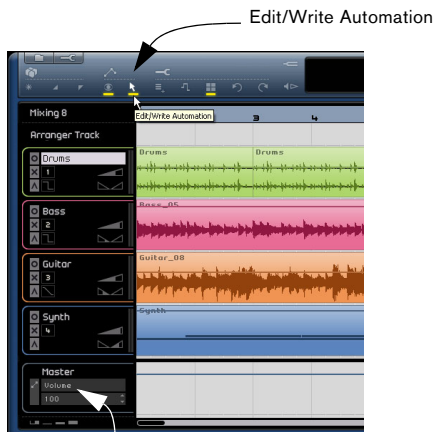 Edit/Write Automation
Edit/Write Automation
Mixing 8
3
4
Arranger Track
Drums
Drums
Drums
1
Bass_05
Bass
2
Guitar_08
Guitar
3
Synth
Synth
4
Master
Volume
100